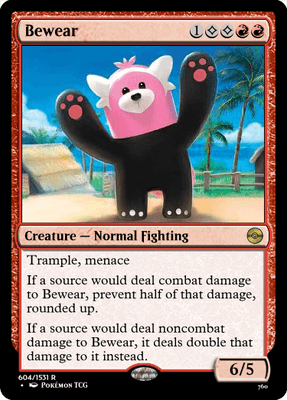 Bewear
1
Creature — Normal Fighting
Trample, menace
If a source would deal combat damage
to Bewear, prevent half of that damage,
rounded up.
If a source would deal noncombat
damage to Bewear, it deals double that
damage to it instead.
6/5
604/1531 R
• Pokémon TCG
760